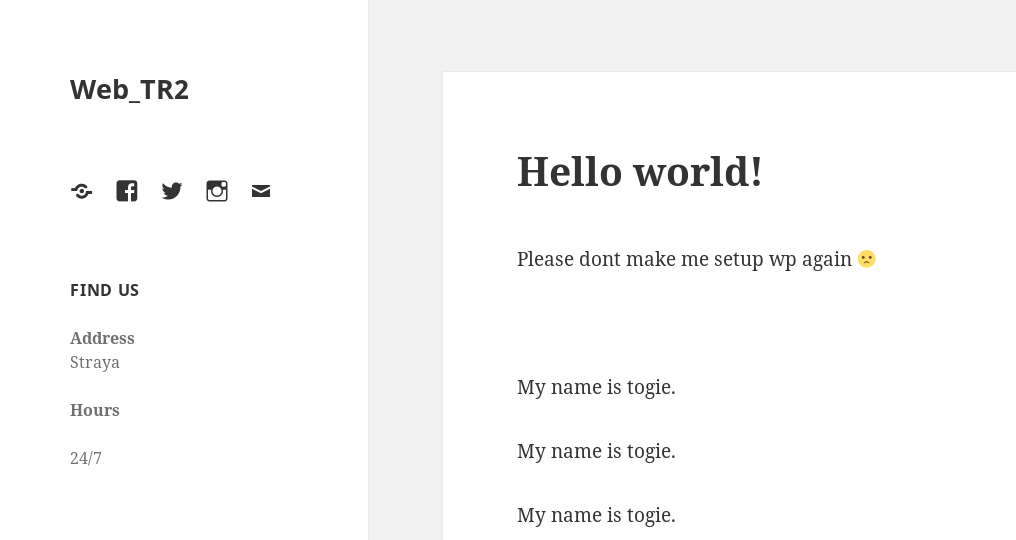 Web_TR2
FIND US
Address
Straya
Hours
24/7
Hello world!
Please dont make me setup wp again 🙁
My name is togie.
My name is togie.
My name is togie.